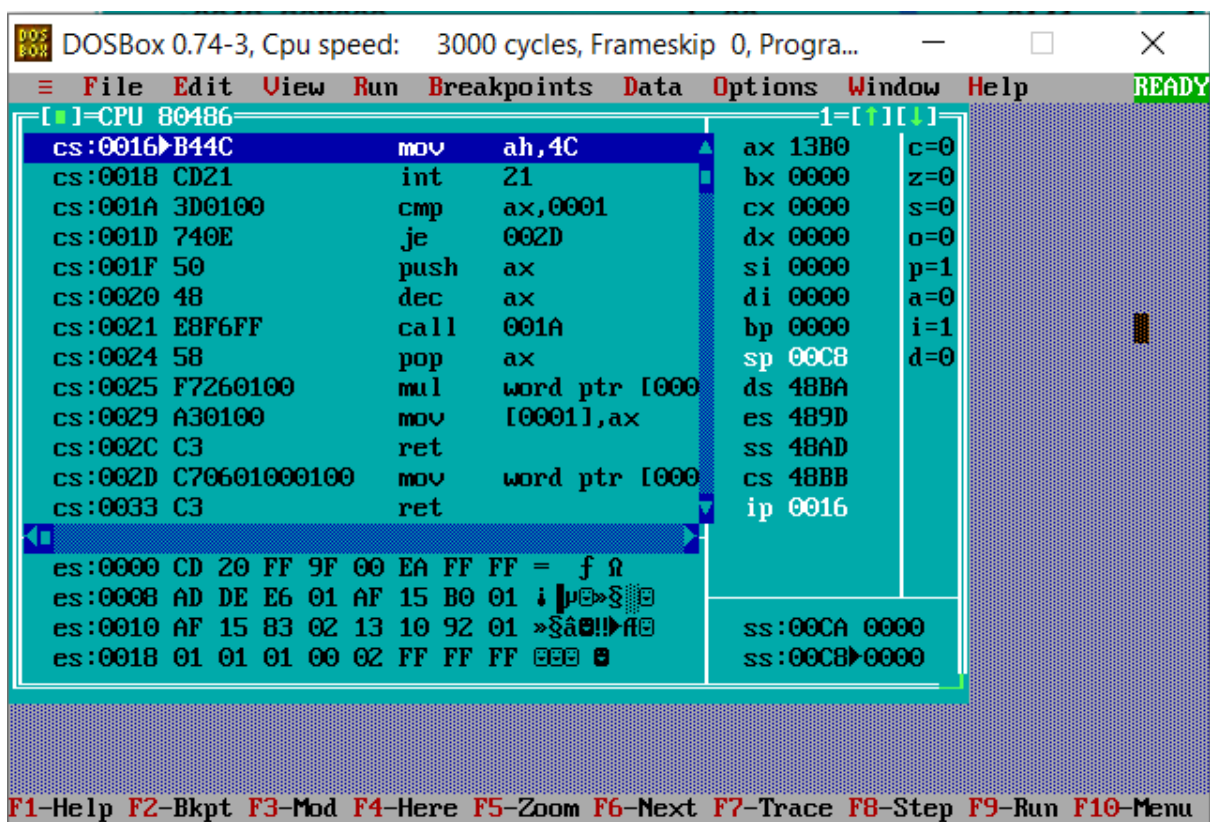 DOSBox 0.74-3, Cpu speed: 3000 cycles, Frameskip 0, Progra...
≡ File Edit View Run Breakpoints Data Options Window Help READY
[■]=CPU 80486 1=[↑][↓]
cs:0016►B44C mov ah,4C ax 13B0 c=0
cs:0018 CD21 int 21 bx 0000 z=0
cs:001A 3D0100 cmp ax,0001 cx 0000 s=0
cs:001D 740E je 002D dx 0000 o=0
cs:001F 50 push ax si 0000 p=1
cs:0020 48 dec ax di 0000 a=0
cs:0021 E8F6FF call 001A bp 0000 i=1
cs:0024 58 pop ax sp 00C8 d=0
cs:0025 F7260100 mul word ptr [000 ds 48BA
cs:0029 A30100 mov [0001],ax es 489D
cs:002C C3 ret ss 48AD
cs:002D C70601000100 mov word ptr [000 cs 48BB
cs:0033 C3 ret ip 0016
es:0000 CD 20 FF 9F 00 EA FF FF = ƒ Ω
es:0008 AD DE E6 01 AF 15 B0 01 ¡▐µ☺»§░☺
es:0010 AF 15 83 02 13 10 92 01 »§â☻‼►Æ☺ ss:00CA 0000
es:0018 01 01 01 00 02 FF FF FF ☺☺☺ ☻ ss:00C8►0000
F1-Help F2-Bkpt F3-Mod F4-Here F5-Zoom F6-Next F7-Trace F8-Step F9-Run F10-Menu